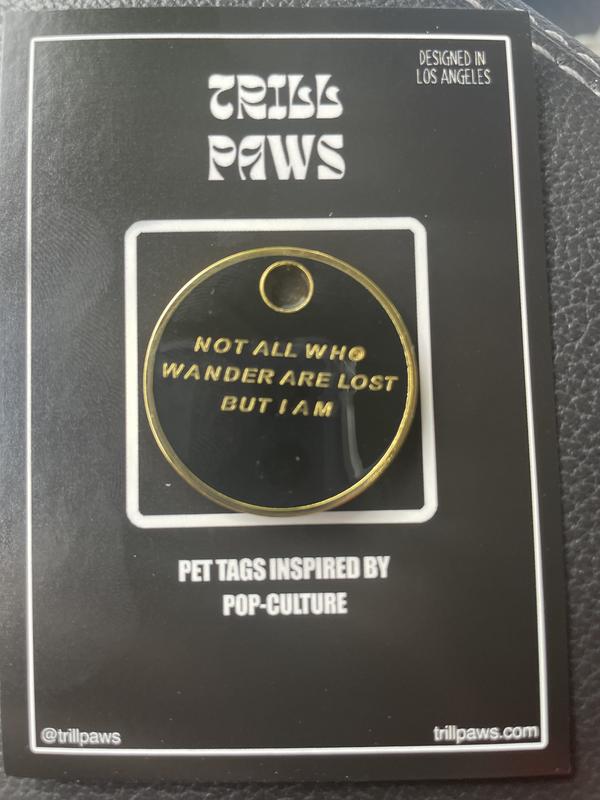 DESIGNED IN
LOS ANGELES
TRILL
PAWS
NOT ALL WHO
WANDER ARE LOST
BUT I AM
PET TAGS INSPIRED BY
POP-CULTURE
@trillpaws
trillpaws.com